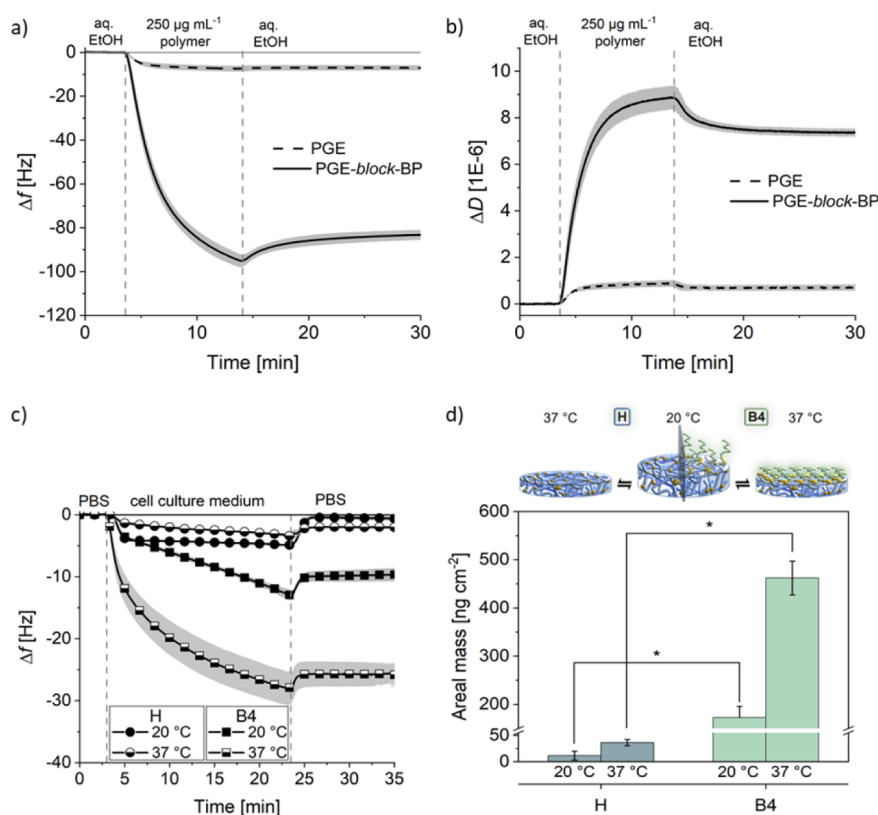 a)
aq.
EtOH
250 µg mL⁻¹
polymer
aq.
EtOH
0
-20
-40
-60
-80
-100
-120
Δf [Hz]
PGE
PGE-block-BP
0
10
20
30
Time [min]
b)
aq.
EtOH
250 µg mL⁻¹
polymer
aq.
EtOH
8
6
4
2
0
ΔD [1E-6]
PGE
PGE-block-BP
0
10
20
30
Time [min]
c)
PBS
cell culture medium
PBS
0
-10
-20
-30
-40
Δf [Hz]
H
B4
20 °C
20 °C
37 °C
37 °C
0
5
10
15
20
25
30
35
Time [min]
d)
37 °C
H
20 °C
B4
37 °C
600
500
400
300
200
50
0
Areal mass [ng cm⁻²]
*
*
20 °C
37 °C
20 °C
37 °C
H
B4